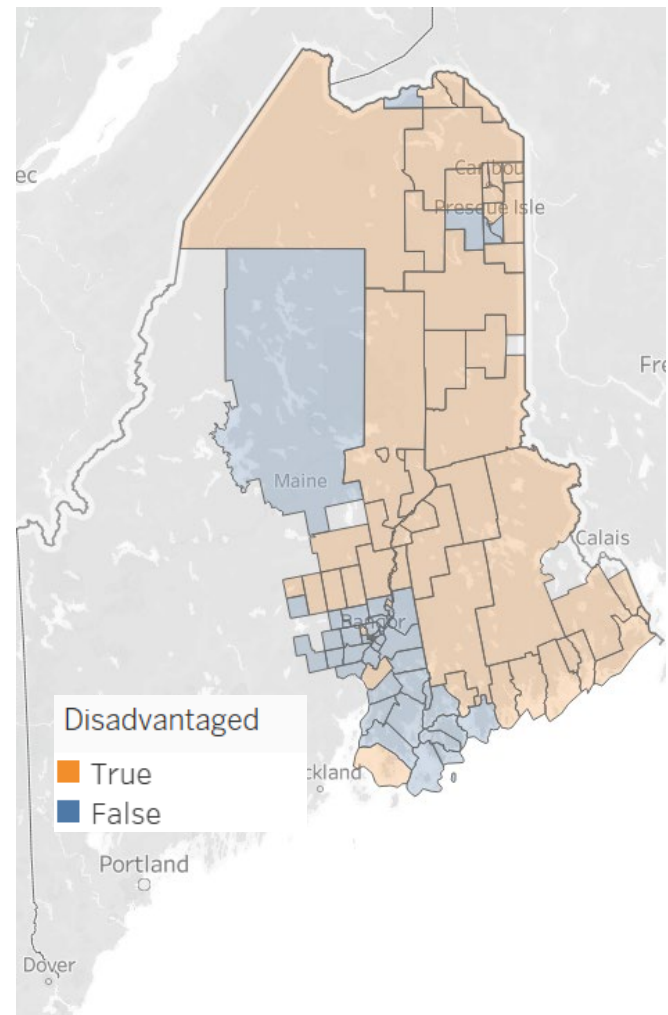 ec
Caribou
Presque Isle
Fre
Maine
Calais
Bangor
Disadvantaged
True
False
ckland
Portland
Dover